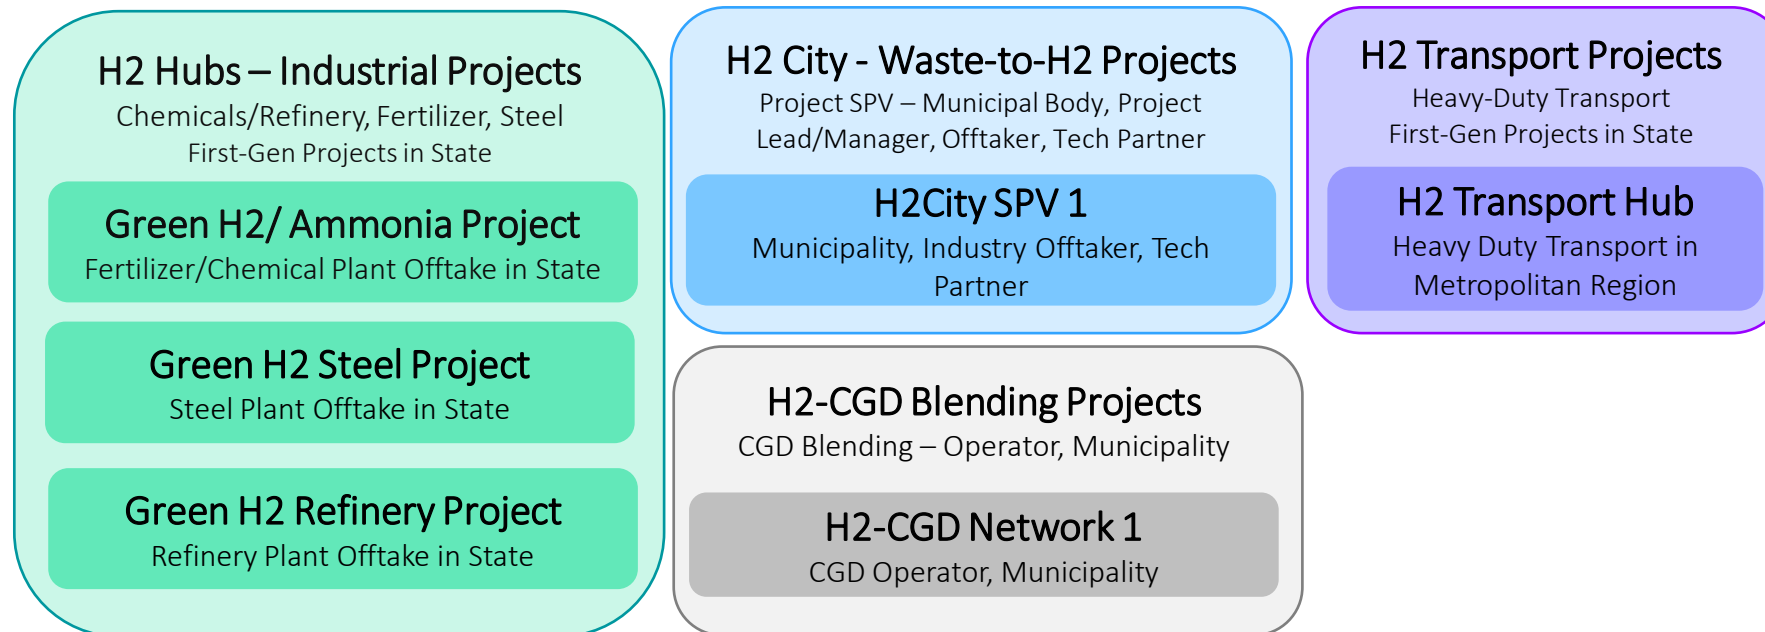 H2 Hubs – Industrial Projects
Chemicals/Refinery, Fertilizer, Steel
First-Gen Projects in State
Green H2/ Ammonia Project
Fertilizer/Chemical Plant Offtake in State
Green H2 Steel Project
Steel Plant Offtake in State
Green H2 Refinery Project
Refinery Plant Offtake in State
H2 City - Waste-to-H2 Projects
Project SPV – Municipal Body, Project
Lead/Manager, Offtaker, Tech Partner
H2City SPV 1
Municipality, Industry Offtaker, Tech
Partner
H2-CGD Blending Projects
CGD Blending – Operator, Municipality
H2-CGD Network 1
CGD Operator, Municipality
H2 Transport Projects
Heavy-Duty Transport
First-Gen Projects in State
H2 Transport Hub
Heavy Duty Transport in
Metropolitan Region